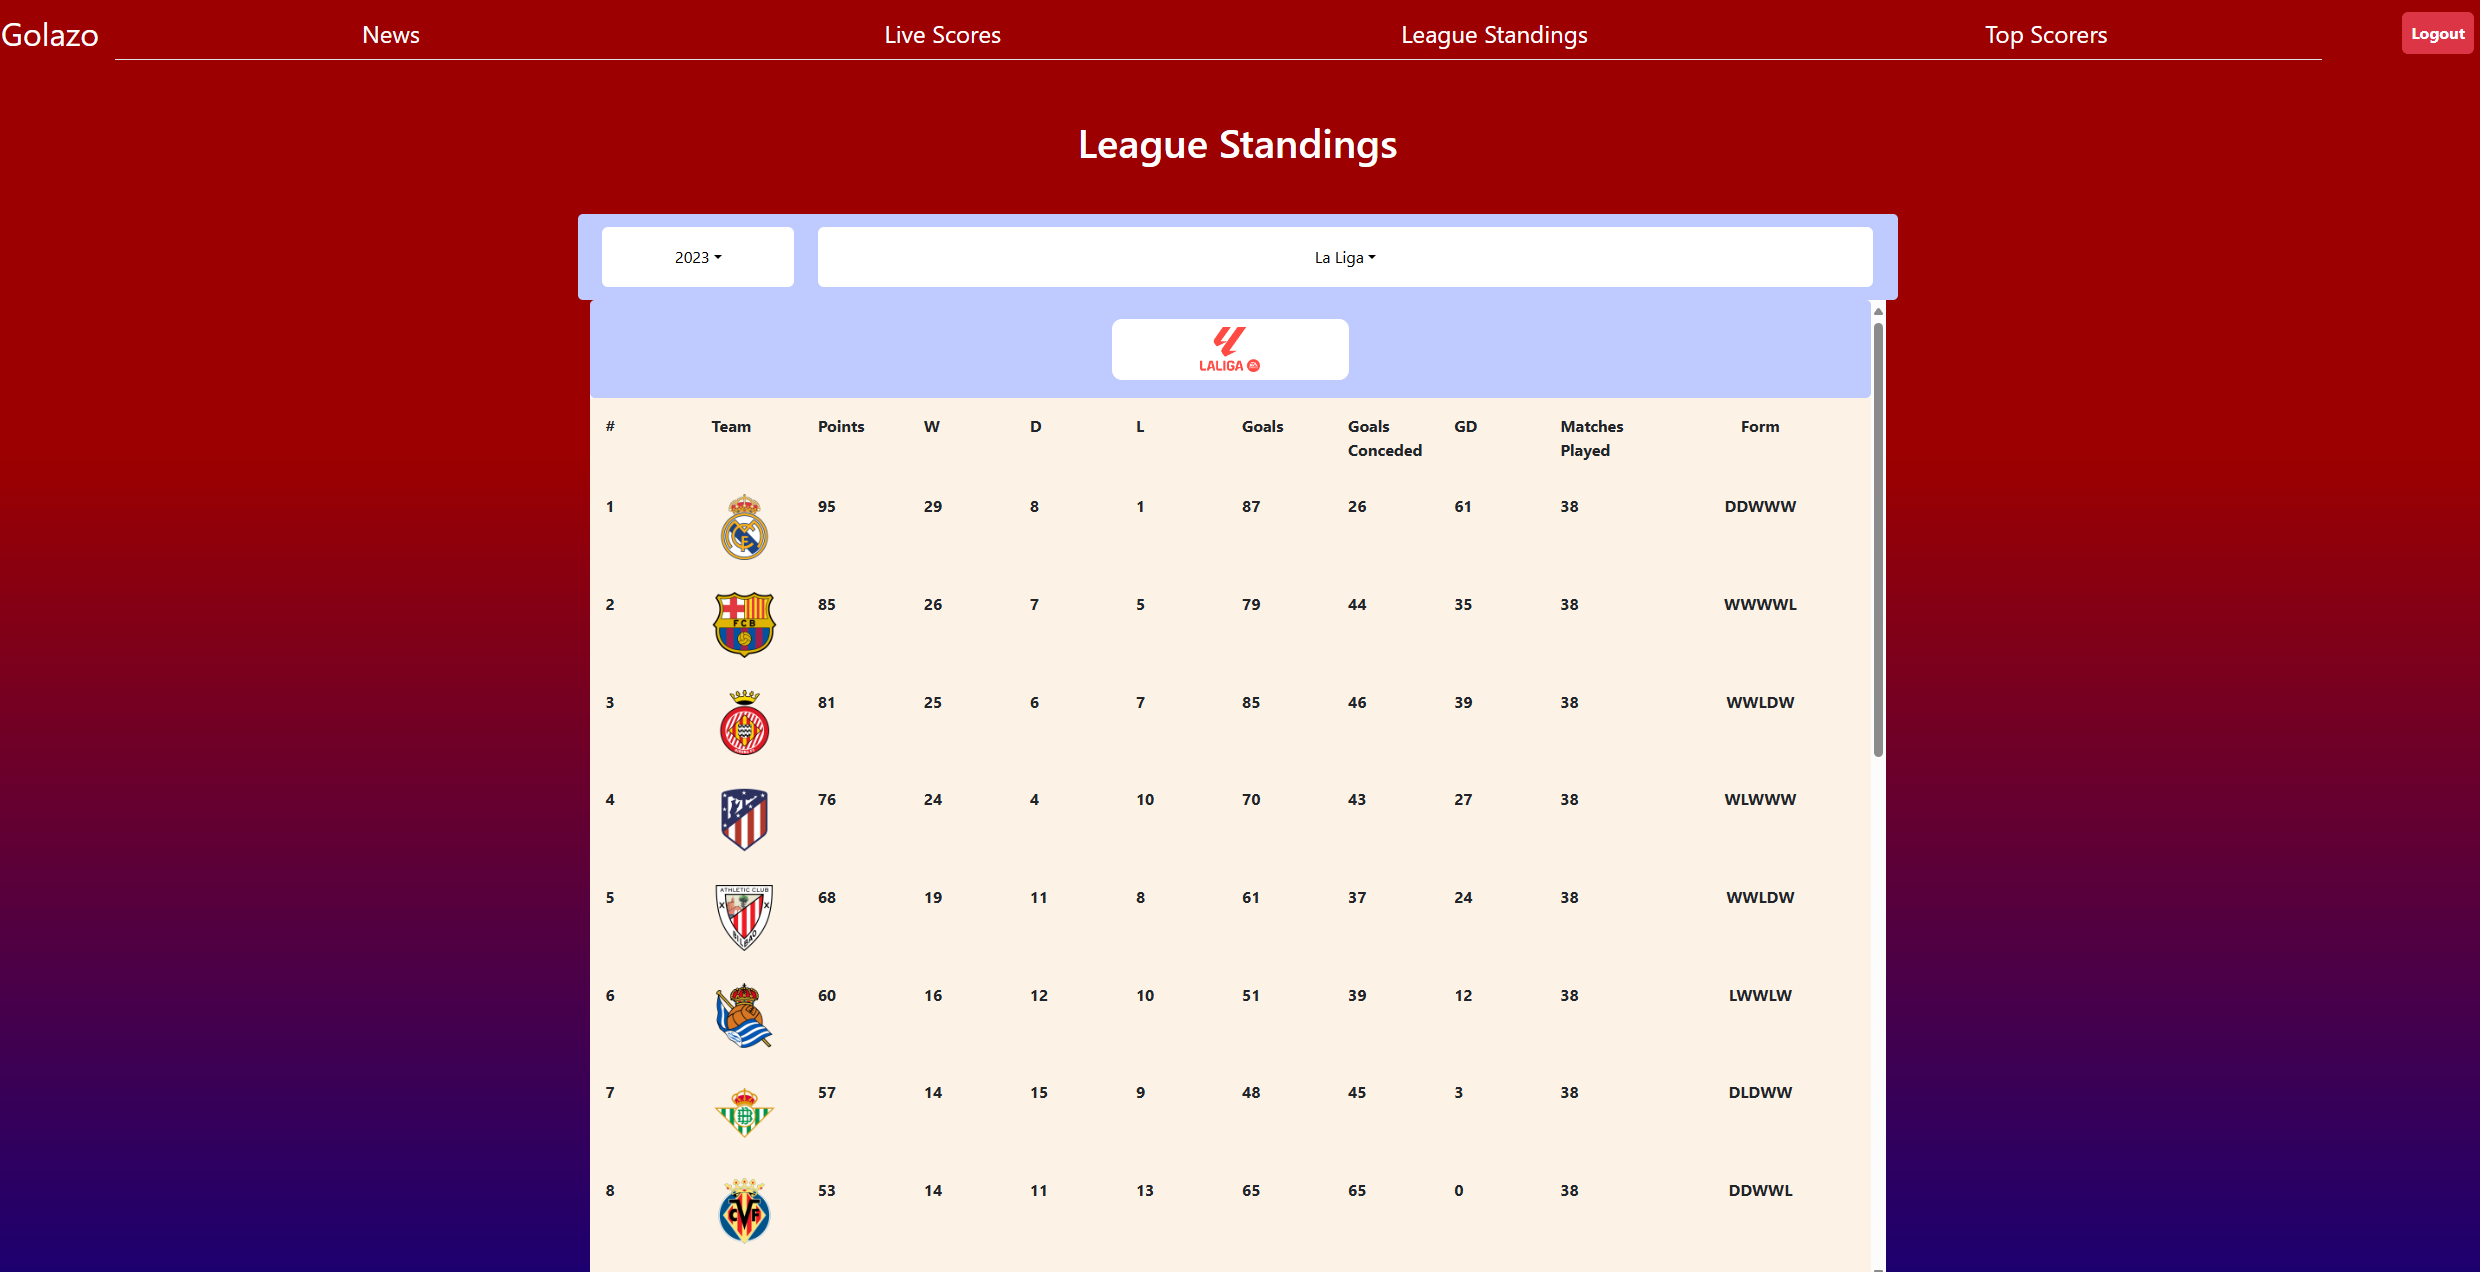 Golazo News Live Scores League Standings Top Scorers Logout
League Standings
2023 La Liga
LALIGA
# Team Points W D L Goals Goals Conceded GD Matches Played Form
1 95 29 8 1 87 26 61 38 DDWWW
2 FCB 85 26 7 5 79 44 35 38 WWWWL
3 81 25 6 7 85 46 39 38 WWLDW
4 76 24 4 10 70 43 27 38 WLWWW
5 ATHLETIC CLUB BILBAO 68 19 11 8 61 37 24 38 WWLDW
6 60 16 12 10 51 39 12 38 LWWLW
7 57 14 15 9 48 45 3 38 DLDWW
8 CVF 53 14 11 13 65 65 0 38 DDWWL